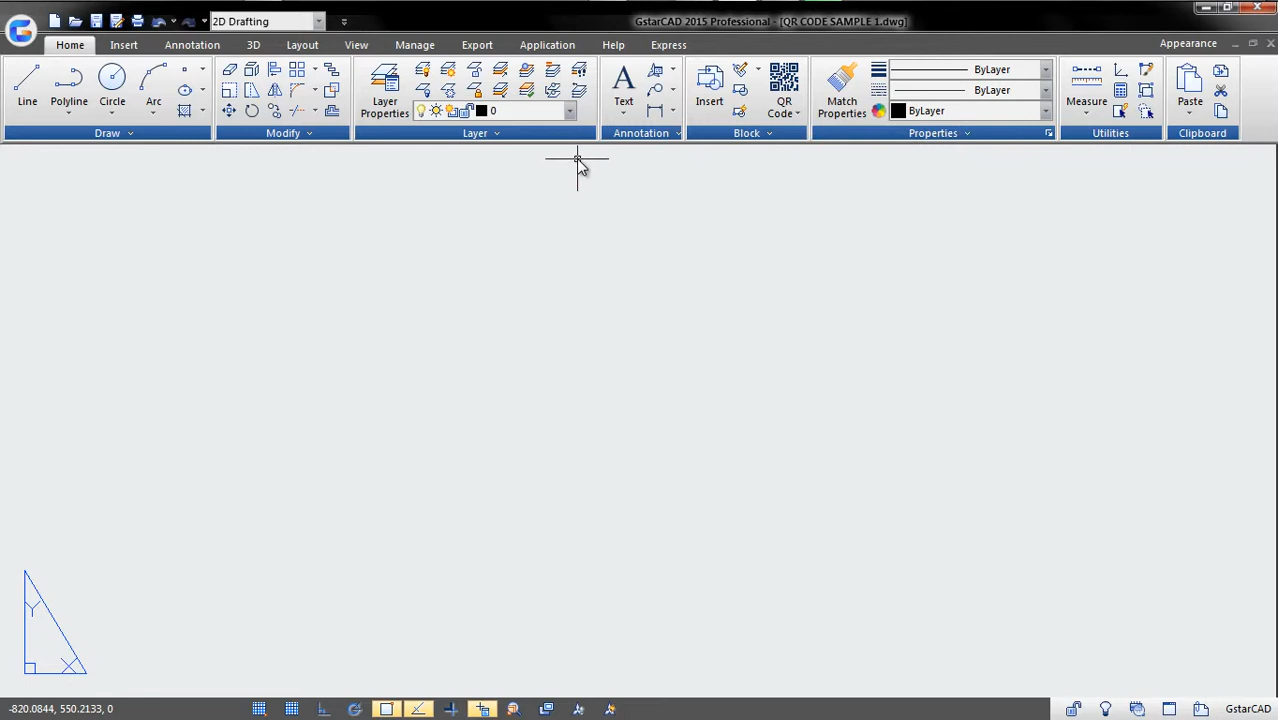 2D Drafting
GstarCAD 2015 Professional - [QR CODE SAMPLE 1.dwg]
Home Insert Annotation 3D Layout View Manage Export Application Help Express Appearance
Line Polyline Circle Arc
Draw
Modify
Layer Properties
0
Layer
Text
Annotation
Insert
QR Code
Block
Match Properties
ByLayer
ByLayer
ByLayer
Properties
Measure
Utilities
Paste
Clipboard
Y
X
-820.0844, 550.2133, 0
GstarCAD